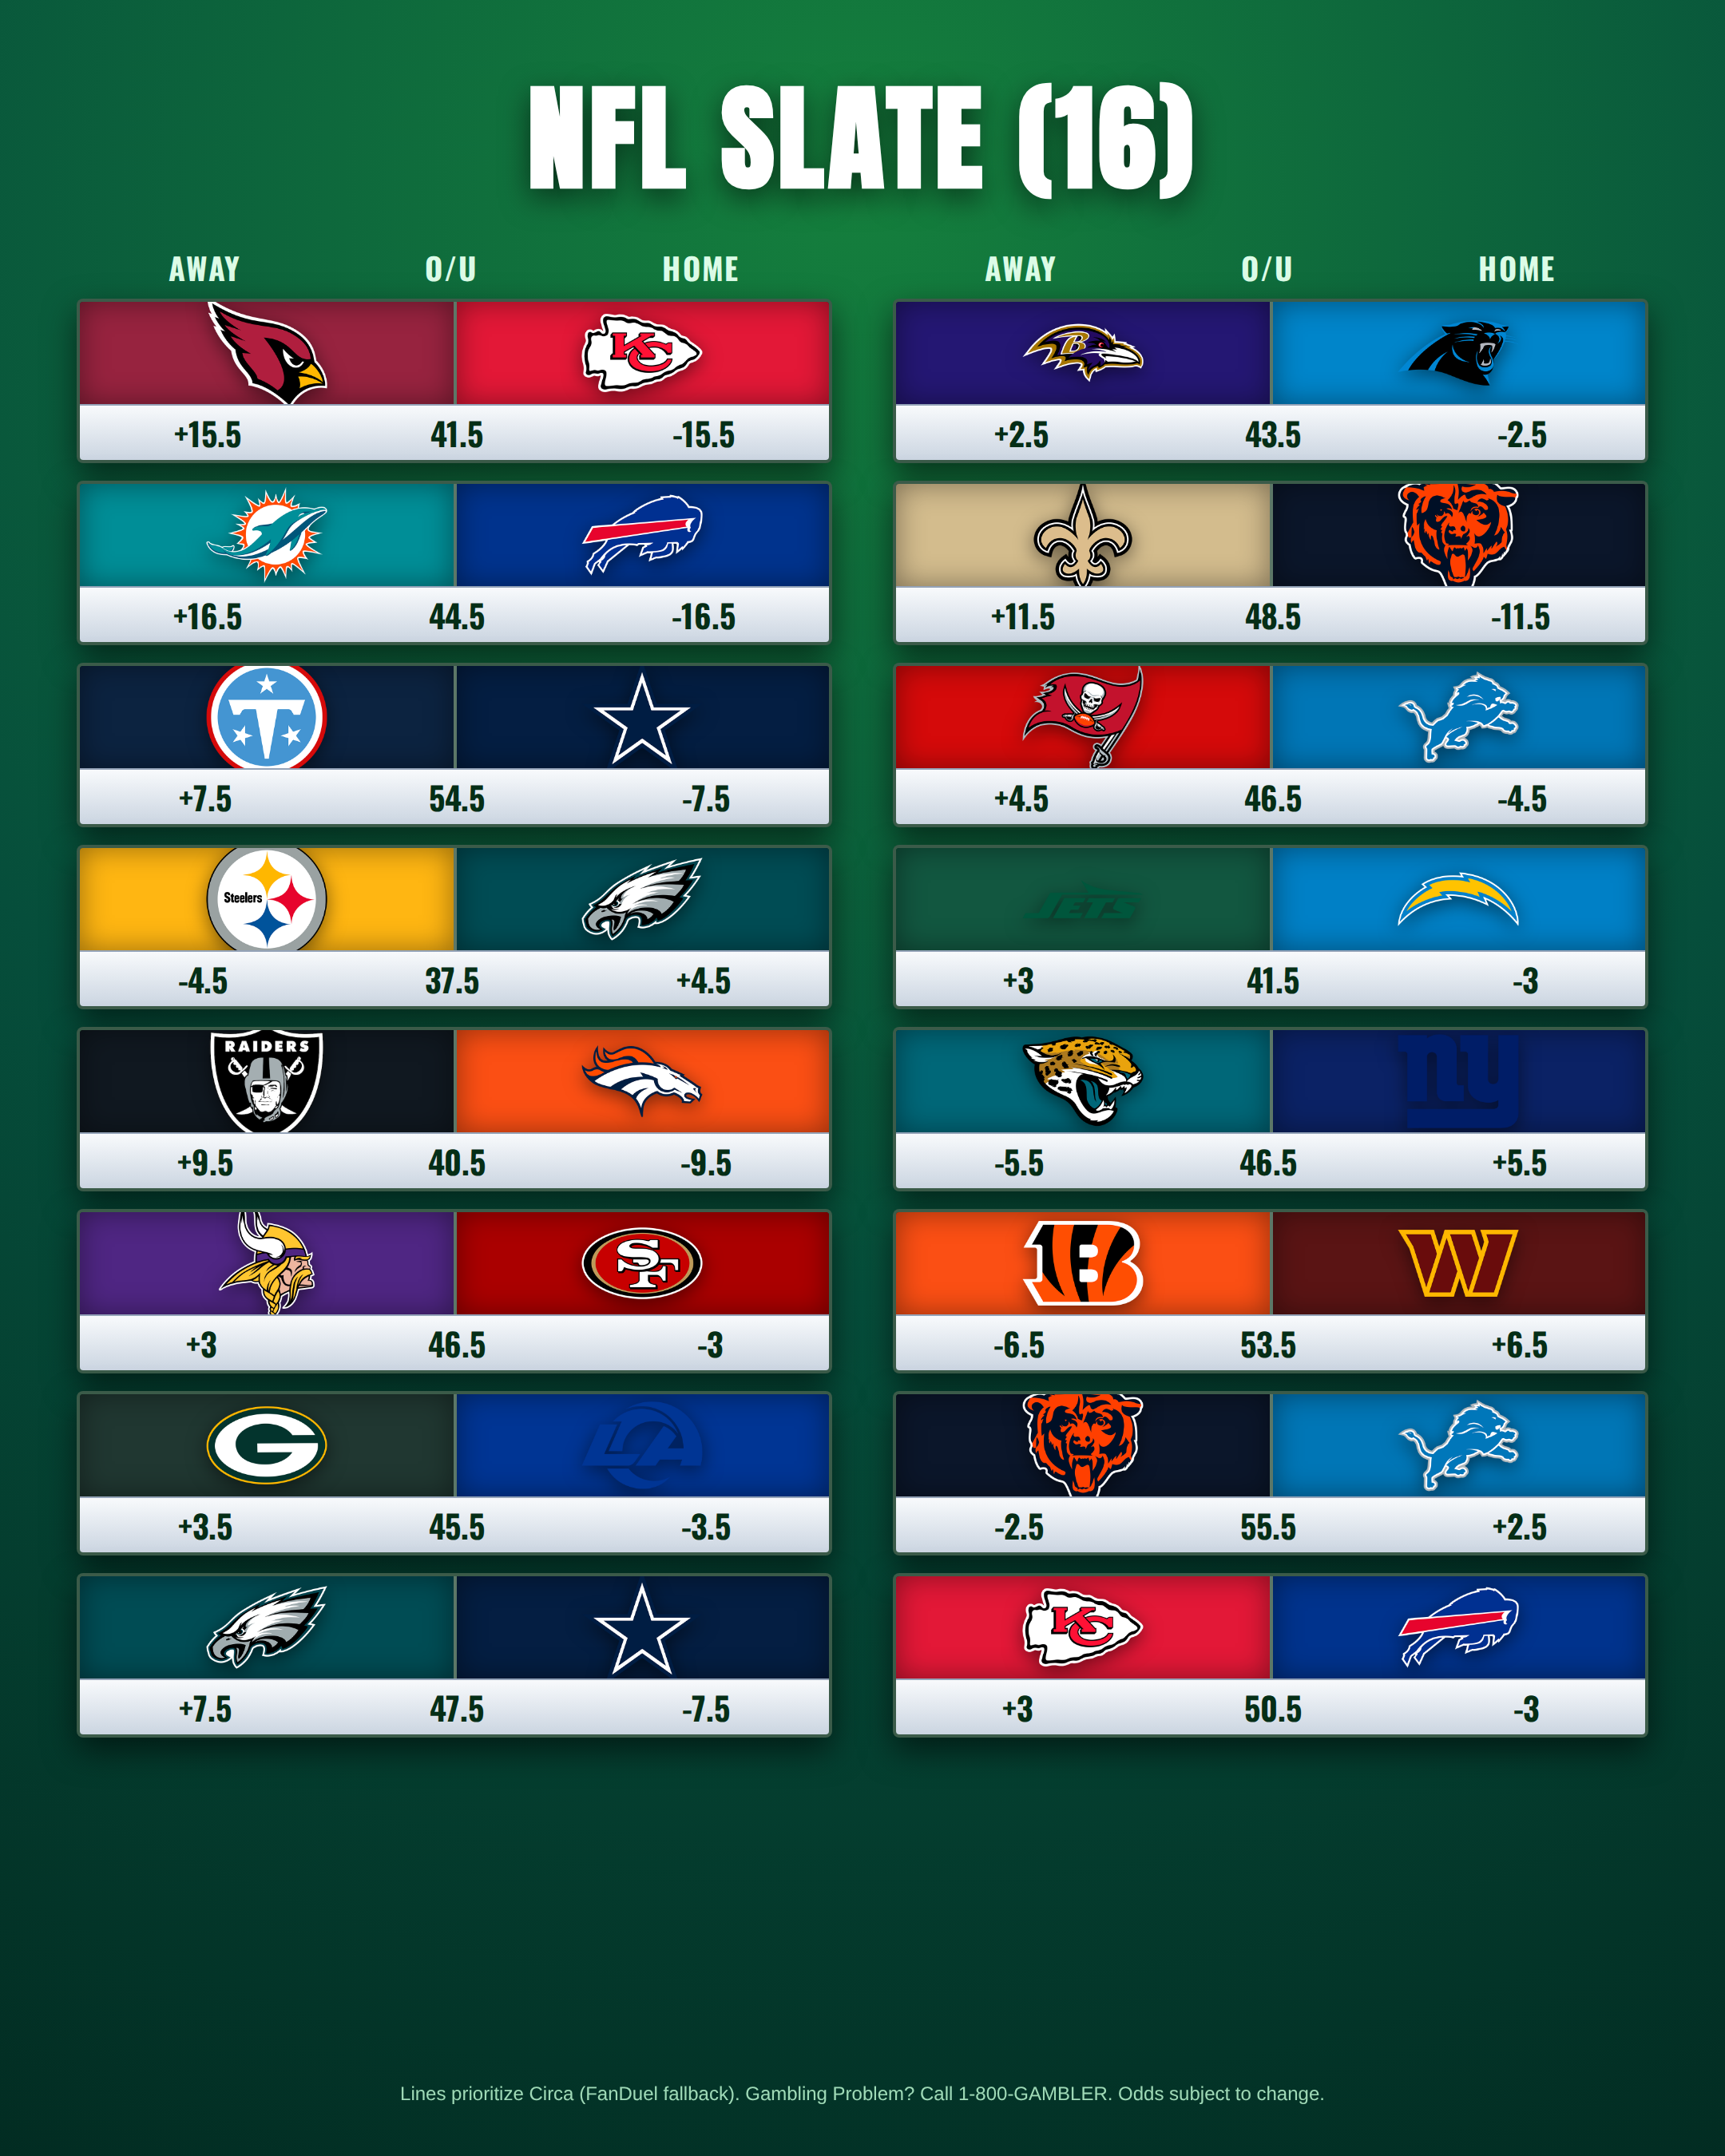 NFL SLATE (16)
AWAY O/U HOME AWAY O/U HOME
KC B
+15.5 41.5 -15.5 +2.5 43.5 -2.5
+16.5 44.5 -16.5 +11.5 48.5 -11.5
T
+7.5 54.5 -7.5 +4.5 46.5 -4.5
Steelers JETS
-4.5 37.5 +4.5 +3 41.5 -3
RAIDERS ny
+9.5 40.5 -9.5 -5.5 46.5 +5.5
SF B W
+3 46.5 -3 -6.5 53.5 +6.5
G LA
+3.5 45.5 -3.5 -2.5 55.5 +2.5
KC
+7.5 47.5 -7.5 +3 50.5 -3
Lines prioritize Circa (FanDuel fallback). Gambling Problem? Call 1-800-GAMBLER. Odds subject to change.